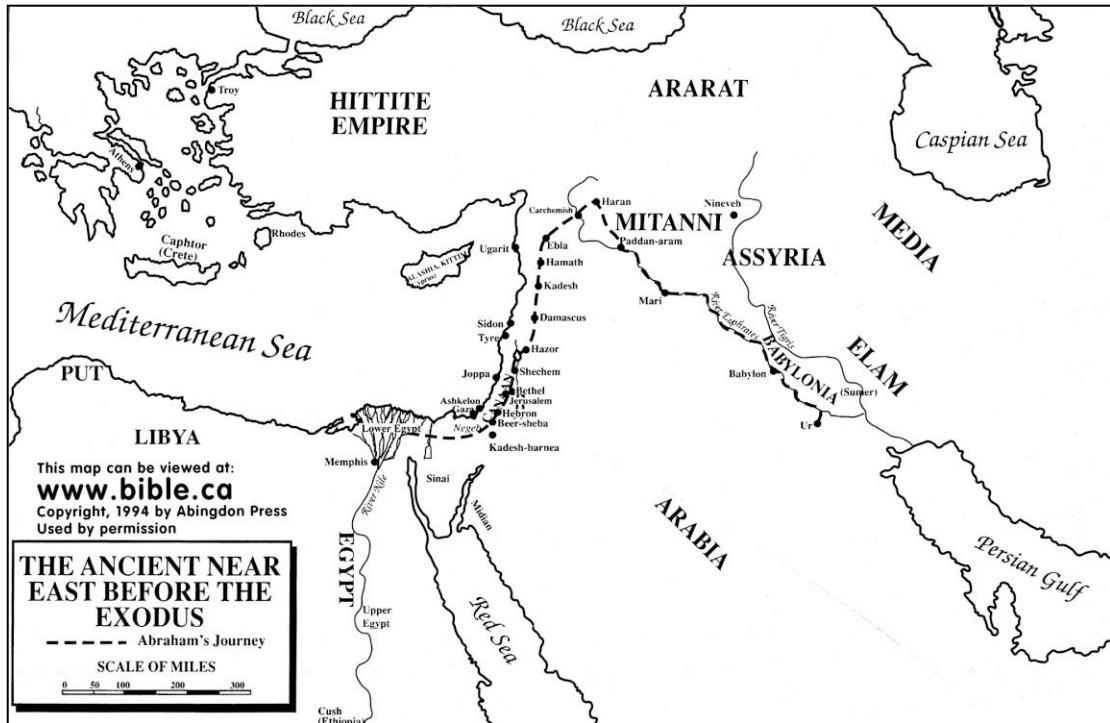 Black Sea
Black Sea
Troy
HITTITE
EMPIRE
ARARAT
Caspian Sea
Athens
Haran
Nineveh
Carchemish
MITANNI
MEDIA
Rhodes
Caphtor
(Crete)
Ugarit
Ebla
Paddan-aram
ASSYRIA
ALASHIA, KITTIM
(yprus)
Hamath
Kadesh
Mari
River Euphrates
River Tigris
Mediterranean Sea
Sidon
Damascus
Tyre
ELAM
Hazor
BABYLONIA
(Sumer)
PUT
Joppa
Shechem
Babylon
Bethel
Ashkelon
Jerusalem
Gaza
Hebron
Ur
Lower Egypt
Negeb
Beer-sheba
LIBYA
Kadesh-barnea
Memphis
Sinai
This map can be viewed at:
www.bible.ca
Copyright, 1994 by Abingdon Press
Used by permission
River Nile
Midian
ARABIA
EGYPT
Persian Gulf
THE ANCIENT NEAR
EAST BEFORE THE
EXODUS
Abraham's Journey
Upper
Egypt
Red Sea
SCALE OF MILES
0 50 100 200 300
Cush
(Ethiopia)